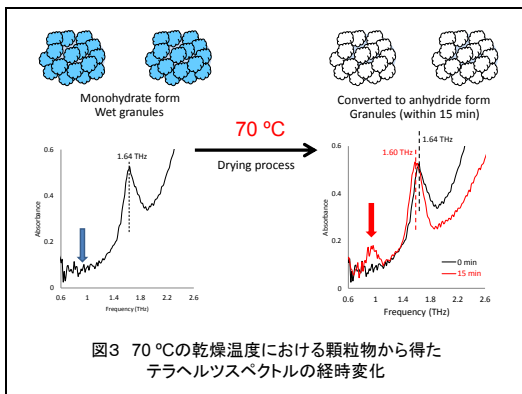 Monohydrate form
Wet granules
70 ºC
Drying process
Converted to anhydride form
Granules (within 15 min)
1.64 THz
0.6
0.4
0.2
0
Absorbance
0.6
1
1.4
1.8
2.2
2.6
Frequency (THz)
1.64 THz
1.60 THz
0.6
0.4
0.2
0
Absorbance
0 min
15 min
0.6
1
1.4
1.8
2.2
2.6
Frequency (THz)
図3 70 ºCの乾燥温度における顆粒物から得た
テラヘルツスペクトルの経時変化